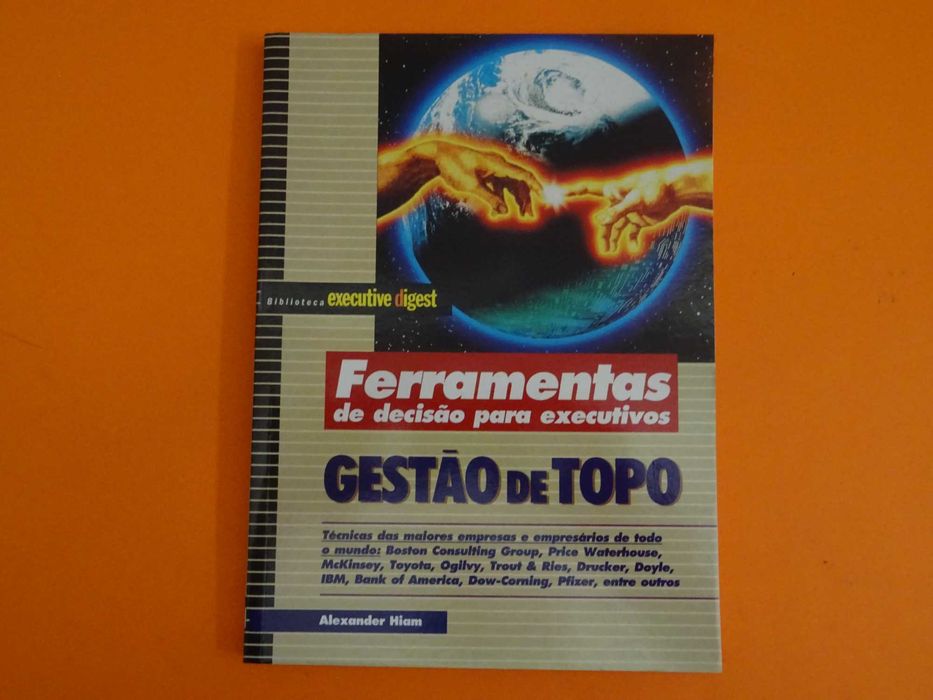 Biblioteca executive digest
Ferramentas
de decisão para executivos
GESTÃO DE TOPO
Técnicas das maiores empresas e empresários de todo
o mundo: Boston Consulting Group, Price Waterhouse,
McKinsey, Toyota, Ogilvy, Trout & Ries, Drucker, Doyle,
IBM, Bank of America, Dow-Corning, Pfizer, entre outros
Alexander Hiam